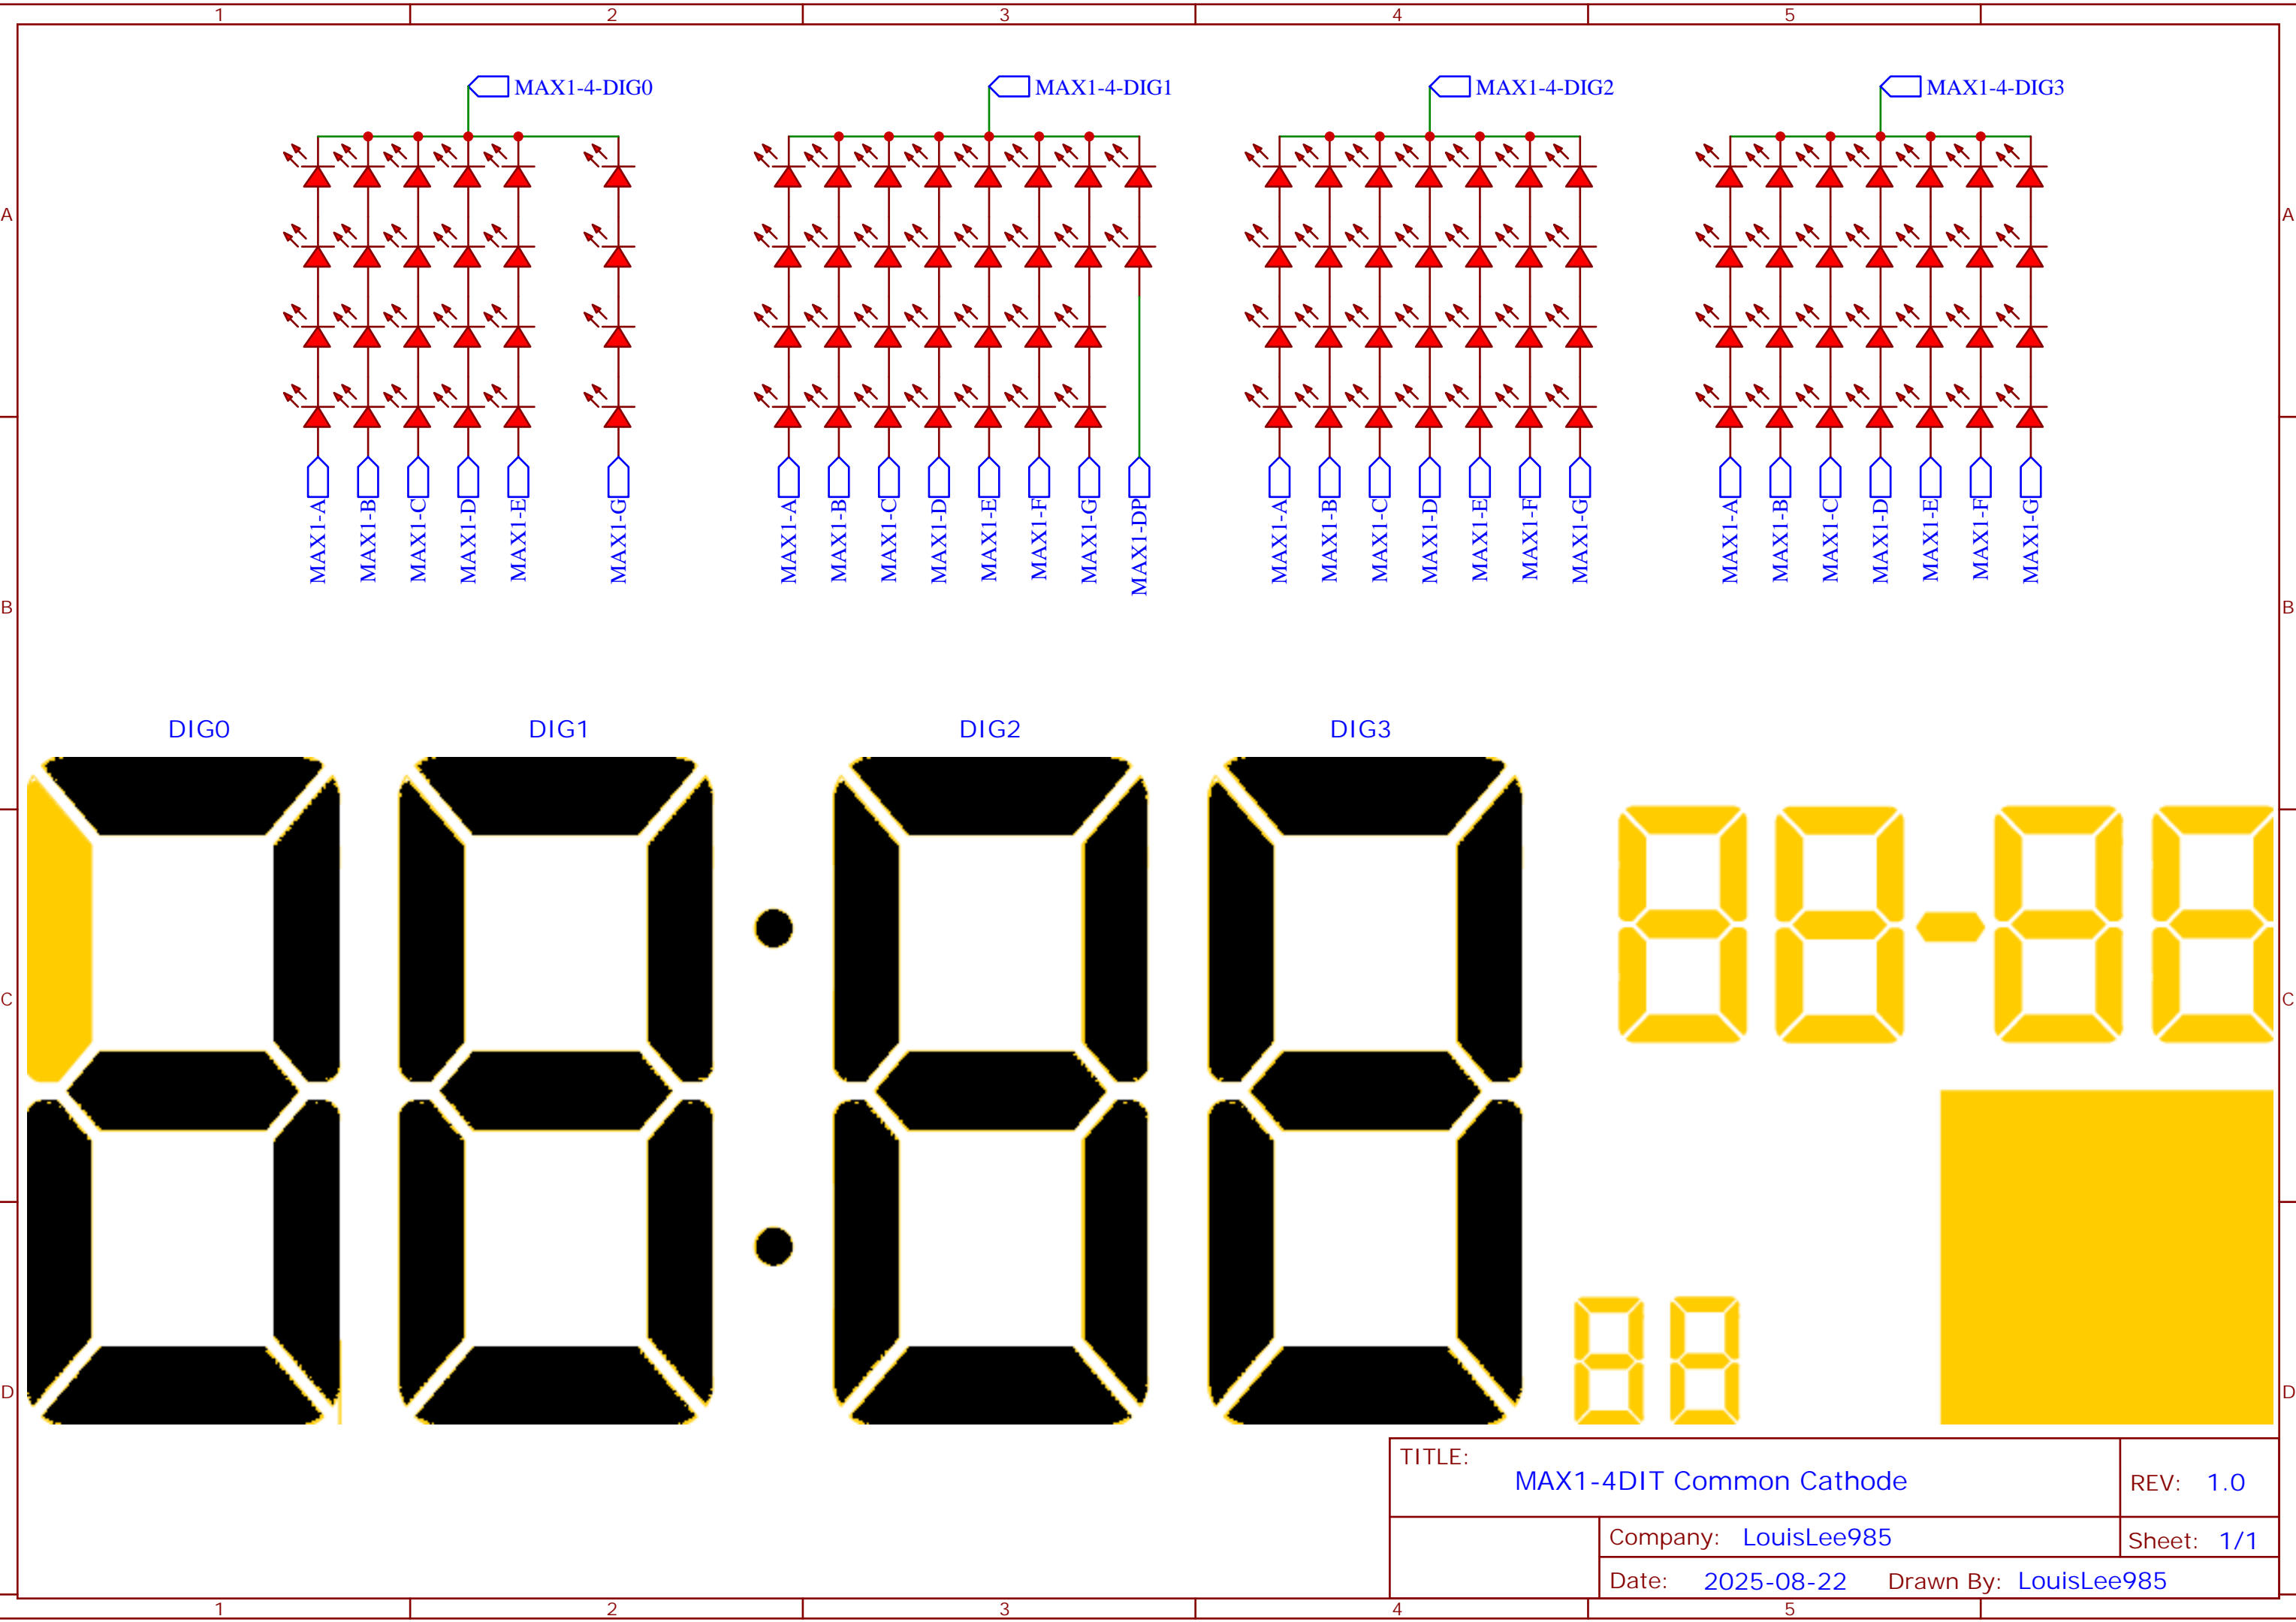 1 2 3 4 5
MAX1-4-DIG0 MAX1-4-DIG1 MAX1-4-DIG2 MAX1-4-DIG3
A A
MAX1-A MAX1-B MAX1-C MAX1-D MAX1-E MAX1-G MAX1-A MAX1-B MAX1-C MAX1-D MAX1-E MAX1-F MAX1-G MAX1-DP MAX1-A MAX1-B MAX1-C MAX1-D MAX1-E MAX1-F MAX1-G MAX1-A MAX1-B MAX1-C MAX1-D MAX1-E MAX1-F MAX1-G
B B
DIG0 DIG1 DIG2 DIG3
C C
D D
TITLE:
MAX1-4DIT Common Cathode
REV: 1.0
Company: LouisLee985
Sheet: 1/1
Date: 2025-08-22 Drawn By: LouisLee985
1 2 3 4 5